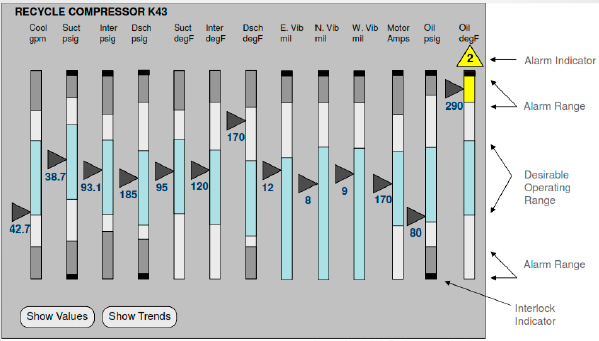 RECYCLE COMPRESSOR K43
Cool Suct Inter Dsch Suct Inter Dsch E. Vib N. Vib W. Vib Motor Oil Oil
gpm psig psig psig degF degF degF mil mil mil Amps psig degF
2
Alarm Indicator
290
Alarm Range
170
38.7
93.1
185
95
120
12
8
9
170
Desirable
Operating
Range
42.7
80
Alarm Range
Interlock
Indicator
Show Values
Show Trends